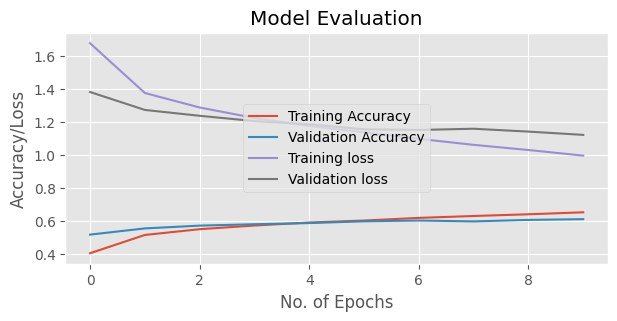 Model Evaluation
1.6
1.4
1.2
1.0
0.8
0.6
0.4
Accuracy/Loss
Training Accuracy
Validation Accuracy
Training loss
Validation loss
0 2 4 6 8
No. of Epochs